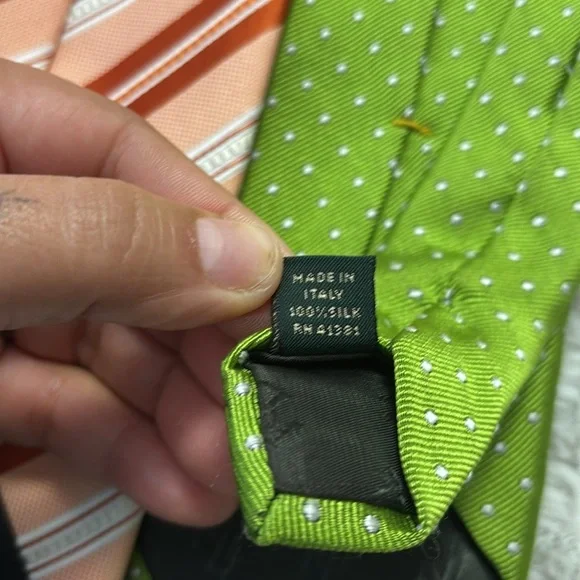 MADE IN
ITALY
100% SILK
RN 41381